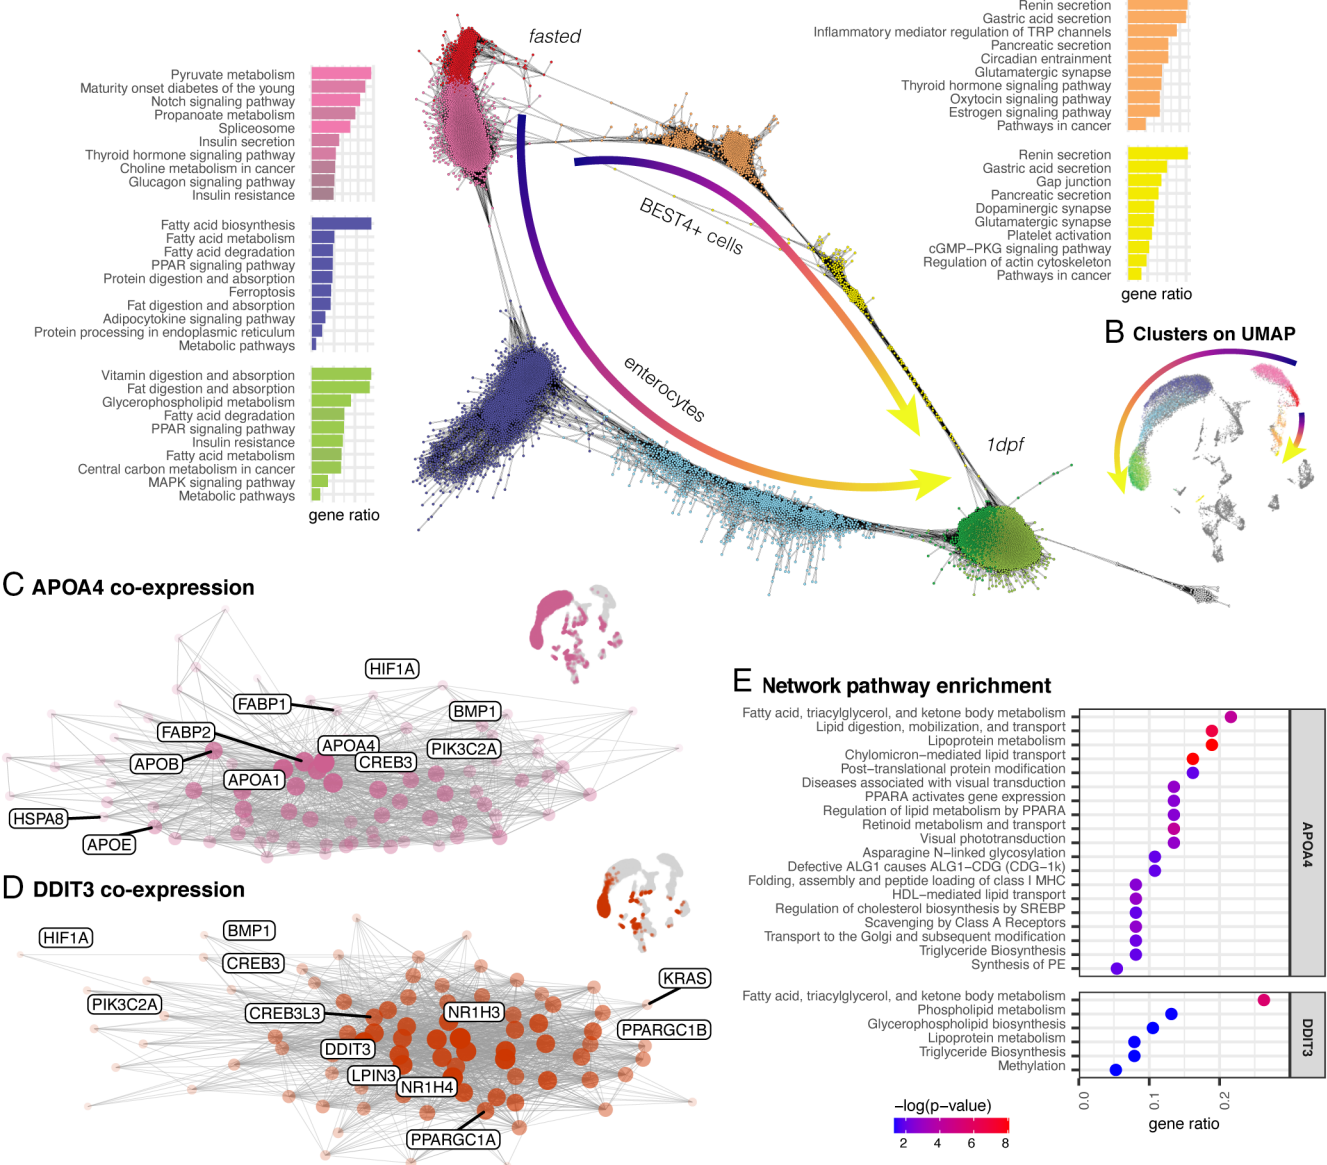 fasted
Pyruvate metabolism
Maturity onset diabetes of the young
Notch signaling pathway
Propanoate metabolism
Spliceosome
Insulin secretion
Thyroid hormone signaling pathway
Choline metabolism in cancer
Glucagon signaling pathway
Insulin resistance
Fatty acid biosynthesis
Fatty acid metabolism
Fatty acid degradation
PPAR signaling pathway
Protein digestion and absorption
Ferroptosis
Fat digestion and absorption
Adipocytokine signaling pathway
Protein processing in endoplasmic reticulum
Metabolic pathways
Vitamin digestion and absorption
Fat digestion and absorption
Glycerophospholipid metabolism
Fatty acid degradation
PPAR signaling pathway
Insulin resistance
Fatty acid metabolism
Central carbon metabolism in cancer
MAPK signaling pathway
Metabolic pathways
gene ratio
BEST4+ cells
enterocytes
1dpf
Renin secretion
Gastric acid secretion
Inflammatory mediator regulation of TRP channels
Pancreatic secretion
Circadian entrainment
Glutamatergic synapse
Thyroid hormone signaling pathway
Oxytocin signaling pathway
Estrogen signaling pathway
Pathways in cancer
Renin secretion
Gastric acid secretion
Gap junction
Pancreatic secretion
Dopaminergic synapse
Glutamatergic synapse
Platelet activation
cGMP−PKG signaling pathway
Regulation of actin cytoskeleton
Pathways in cancer
gene ratio
B Clusters on UMAP
C APOA4 co-expression
HIF1A
FABP1
BMP1
FABP2
APOA4
PIK3C2A
APOB
CREB3
APOA1
HSPA8
APOE
D DDIT3 co-expression
HIF1A
BMP1
CREB3
KRAS
PIK3C2A
CREB3L3
NR1H3
PPARGC1B
DDIT3
LPIN3
NR1H4
PPARGC1A
E Network pathway enrichment
Fatty acid, triacylglycerol, and ketone body metabolism
Lipid digestion, mobilization, and transport
Lipoprotein metabolism
Chylomicron−mediated lipid transport
Post−translational protein modification
Diseases associated with visual transduction
PPARA activates gene expression
Regulation of lipid metabolism by PPARA
Retinoid metabolism and transport
Visual phototransduction
Asparagine N−linked glycosylation
Defective ALG1 causes ALG1−CDG (CDG−1k)
Folding, assembly and peptide loading of class I MHC
HDL−mediated lipid transport
Regulation of cholesterol biosynthesis by SREBP
Scavenging by Class A Receptors
Transport to the Golgi and subsequent modification
Triglyceride Biosynthesis
Synthesis of PE
APOA4
Fatty acid, triacylglycerol, and ketone body metabolism
Phospholipid metabolism
Glycerophospholipid biosynthesis
Lipoprotein metabolism
Triglyceride Biosynthesis
Methylation
DDIT3
0.0 0.1 0.2
gene ratio
−log(p−value)
2 4 6 8